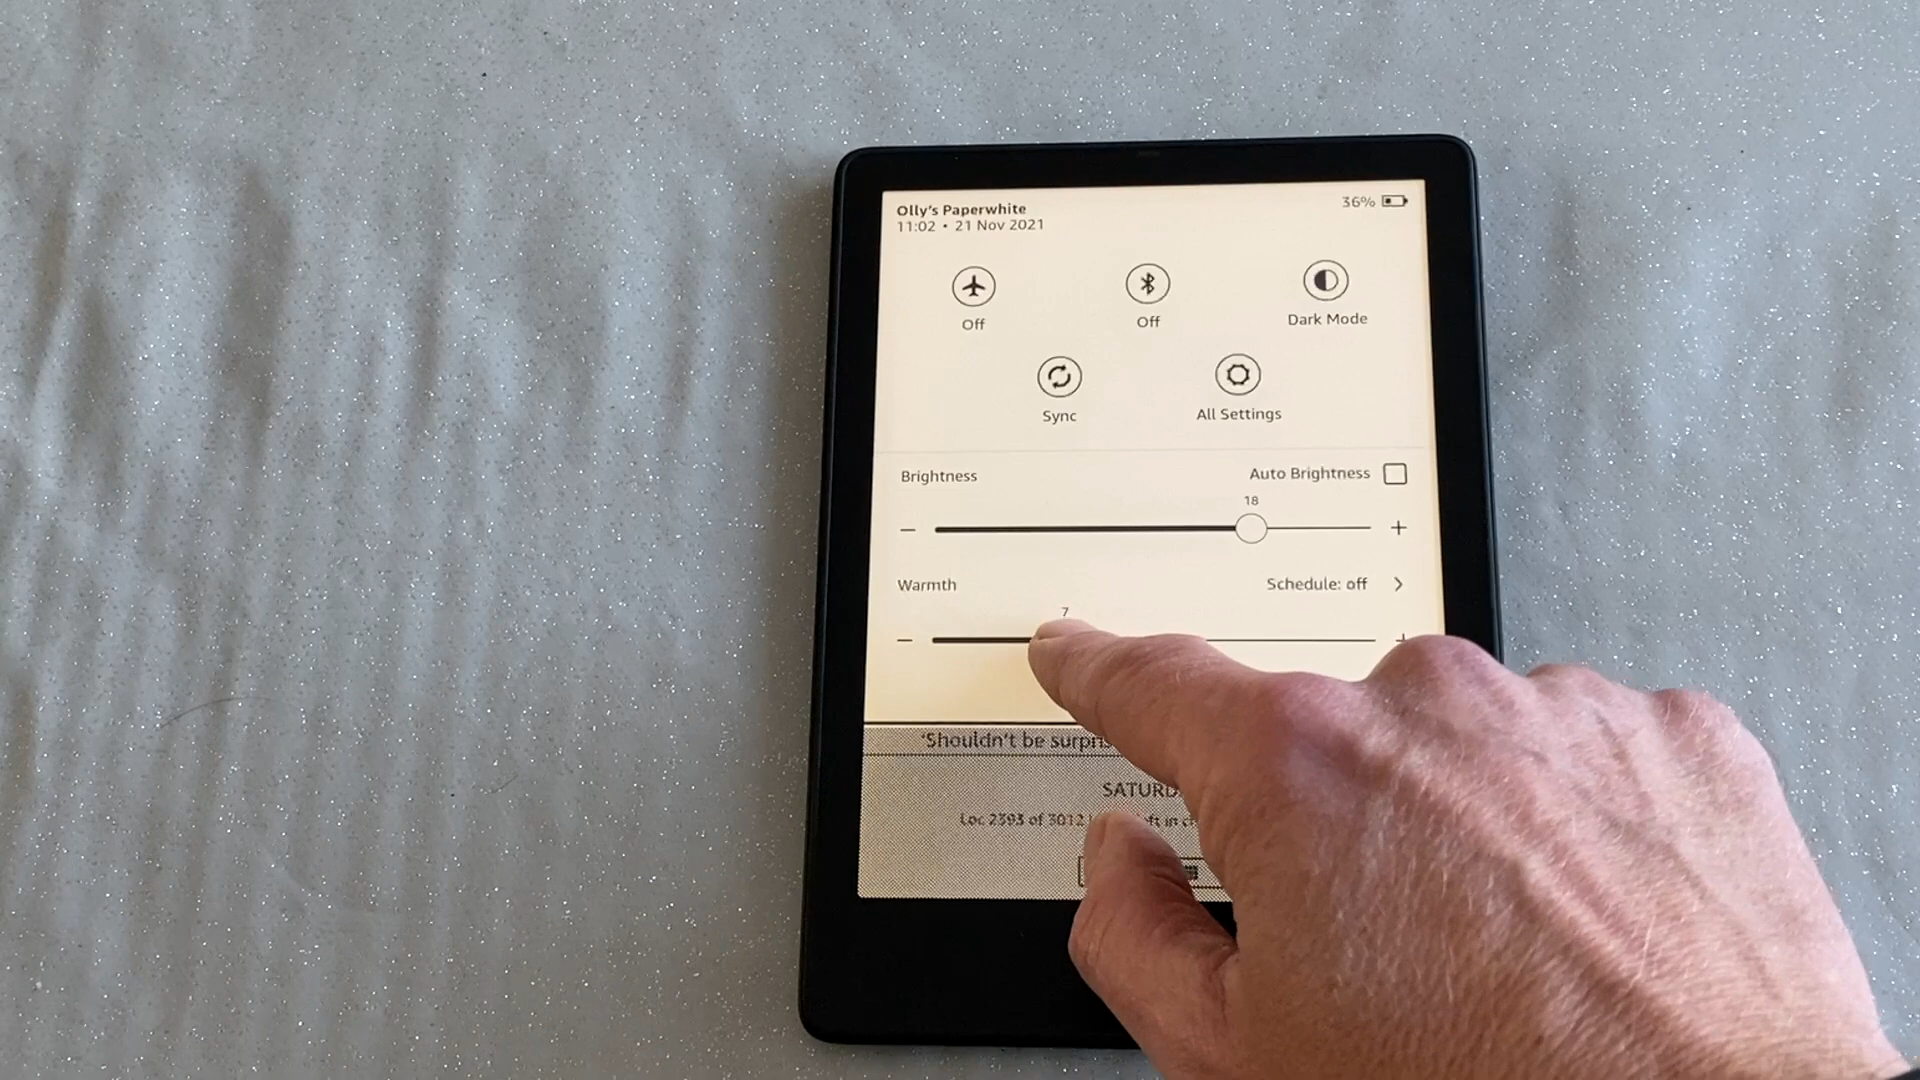 Olly's Paperwhite
36%
11:02 • 21 Nov 2021
Off
Off
Dark Mode
Sync
All Settings
Brightness
Auto Brightness
18
− +
Warmth
Schedule: off >
7
− +
'Shouldn't be
Loc 2393 of 3012